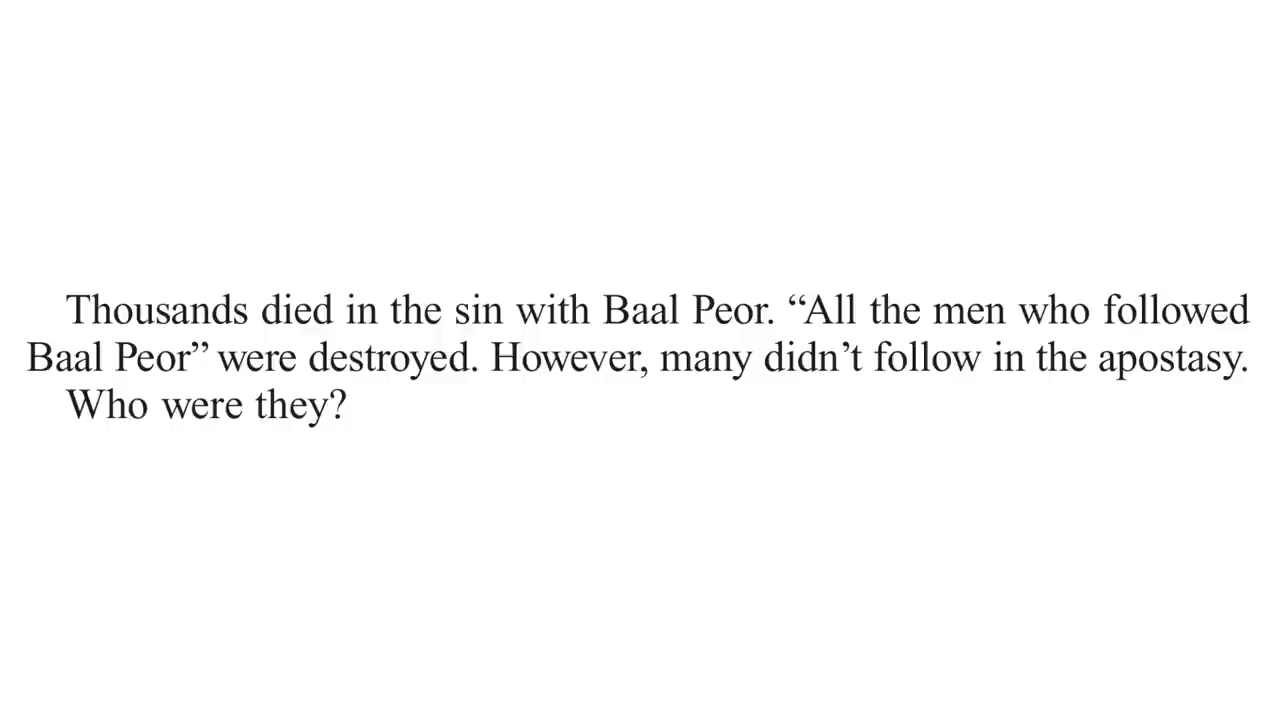 Thousands died in the sin with Baal Peor. “All the men who followed
Baal Peor” were destroyed. However, many didn’t follow in the apostasy.
Who were they?